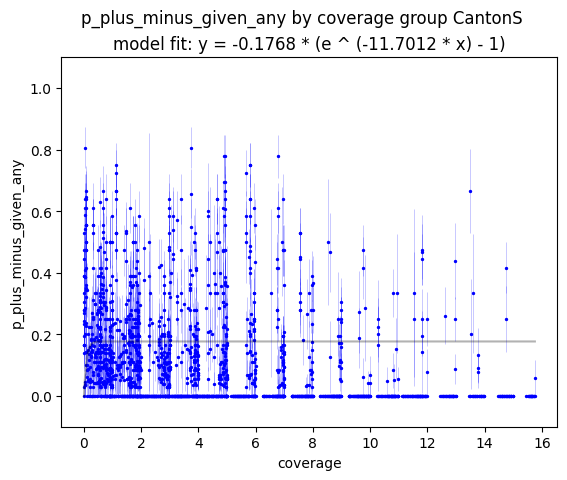 p_plus_minus_given_any by coverage group CantonS
model fit: y = -0.1768 * (e ^ (-11.7012 * x) - 1)
p_plus_minus_given_any
1.0
0.8
0.6
0.4
0.2
0.0
0 2 4 6 8 10 12 14 16
coverage